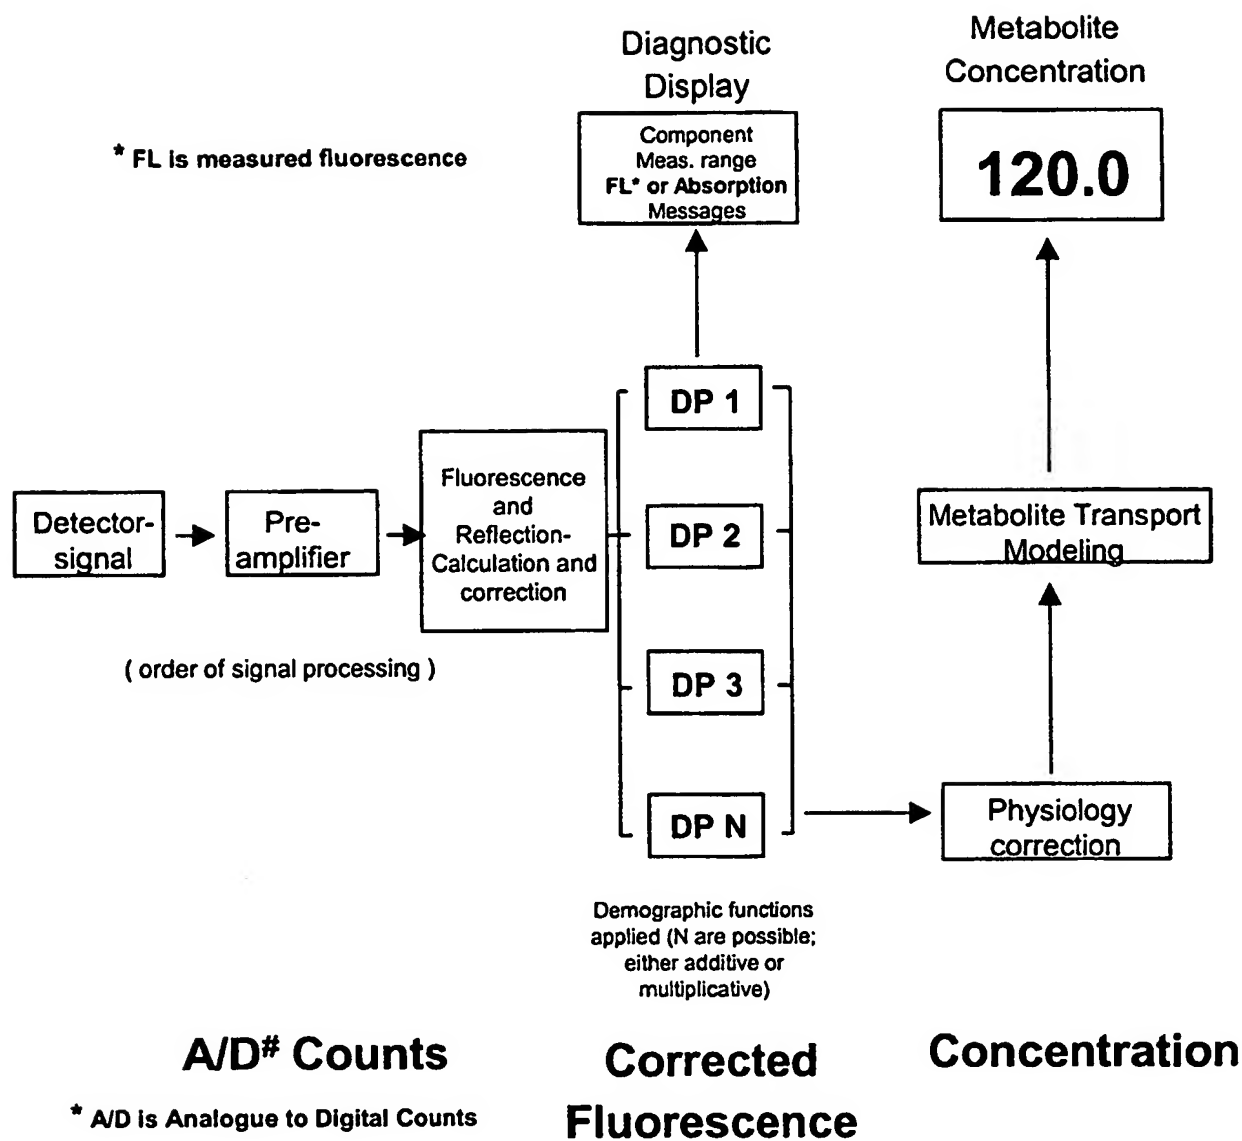 Diagnostic
Display
Metabolite
Concentration
* FL is measured fluorescence
Component
Meas. range
FL* or Absorption
Messages
120.0
DP 1
Detector-
signal
Pre-
amplifier
Fluorescence
and
Reflection-
Calculation and
correction
DP 2
Metabolite Transport
Modeling
( order of signal processing )
DP 3
DP N
Physiology
correction
Demographic functions
applied (N are possible;
either additive or
multiplicative)
A/D# Counts
* A/D is Analogue to Digital Counts
Corrected
Fluorescence
Concentration